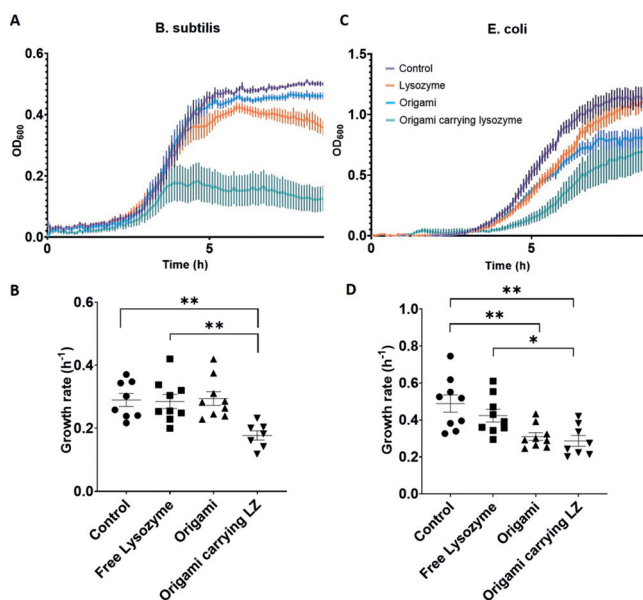 A
B. subtilis
0.6
0.4
0.2
0.0
OD600
0
5
Time (h)
C
E. coli
1.5
1.0
0.5
0.0
OD600
Control
Lysozyme
Origami
Origami carrying lysozyme
0
5
Time (h)
B
0.6
0.4
0.2
0.0
Growth rate (h-1)
**
**
Control
Free Lysozyme
Origami
Origami carrying LZ
D
1.0
0.8
0.6
0.4
0.2
0.0
Growth rate (h-1)
**
**
*
Control
Free Lysozyme
Origami
Origami carrying LZ